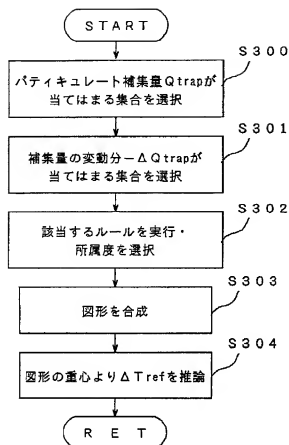 START
S300
パティキュレート補集量Qtrapが
当てはまる集合を選択
S301
補集量の変動分−ΔQtrapが
当てはまる集合を選択
S302
該当するルールを実行・
所属度を選択
S303
図形を合成
S304
図形の重心よりΔTrefを推論
RET